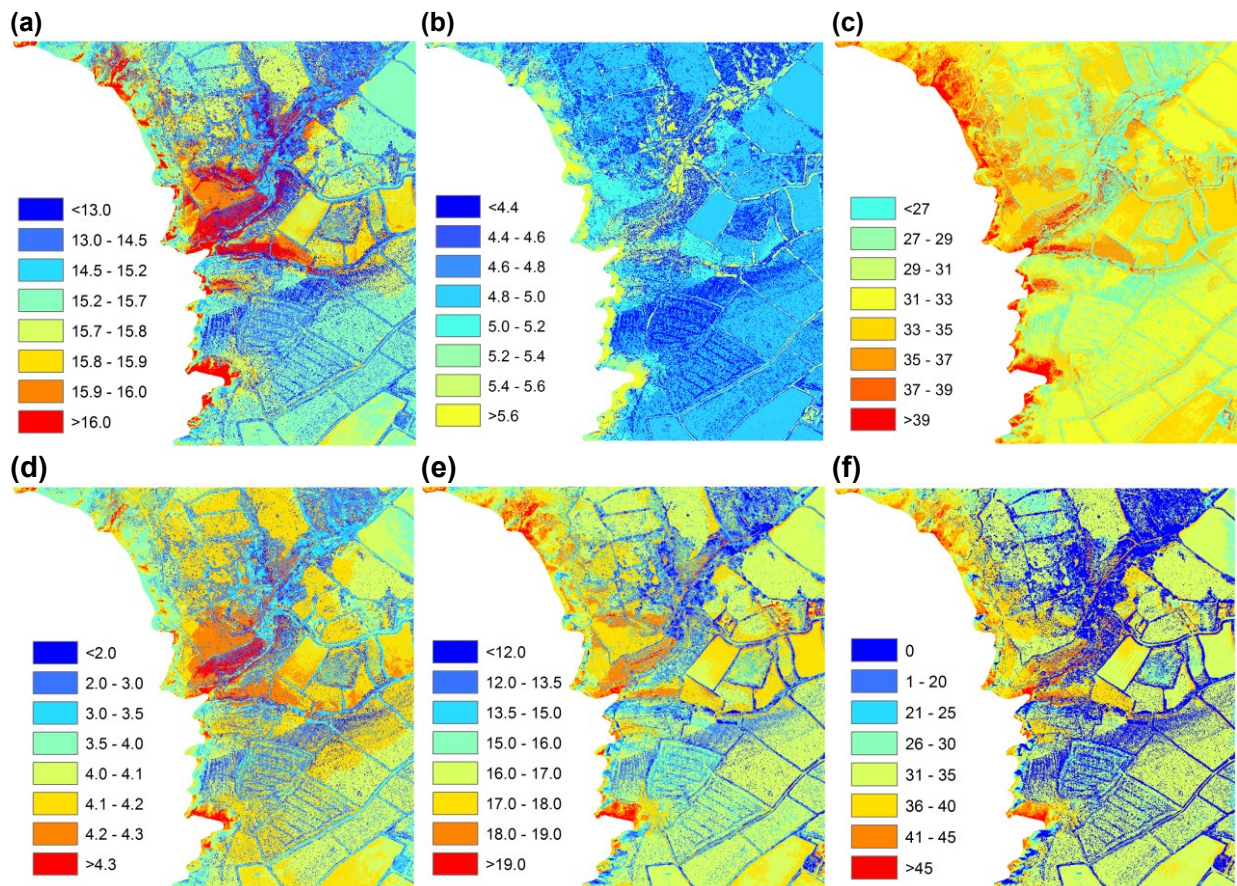 (a)
(b)
(c)
<13.0
13.0 - 14.5
14.5 - 15.2
15.2 - 15.7
15.7 - 15.8
15.8 - 15.9
15.9 - 16.0
>16.0
<4.4
4.4 - 4.6
4.6 - 4.8
4.8 - 5.0
5.0 - 5.2
5.2 - 5.4
5.4 - 5.6
>5.6
<27
27 - 29
29 - 31
31 - 33
33 - 35
35 - 37
37 - 39
>39
(d)
(e)
(f)
<2.0
2.0 - 3.0
3.0 - 3.5
3.5 - 4.0
4.0 - 4.1
4.1 - 4.2
4.2 - 4.3
>4.3
<12.0
12.0 - 13.5
13.5 - 15.0
15.0 - 16.0
16.0 - 17.0
17.0 - 18.0
18.0 - 19.0
>19.0
0
1 - 20
21 - 25
26 - 30
31 - 35
36 - 40
41 - 45
>45